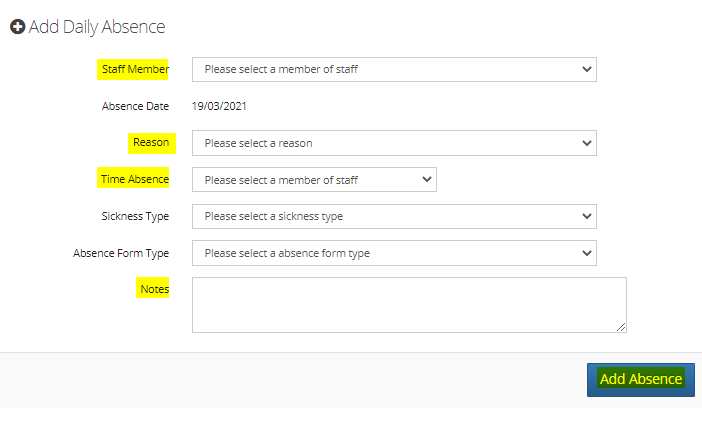 Add Daily Absence
Staff Member Please select a member of staff
Absence Date 19/03/2021
Reason Please select a reason
Time Absence Please select a member of staff
Sickness Type Please select a sickness type
Absence Form Type Please select a absence form type
Notes
Add Absence